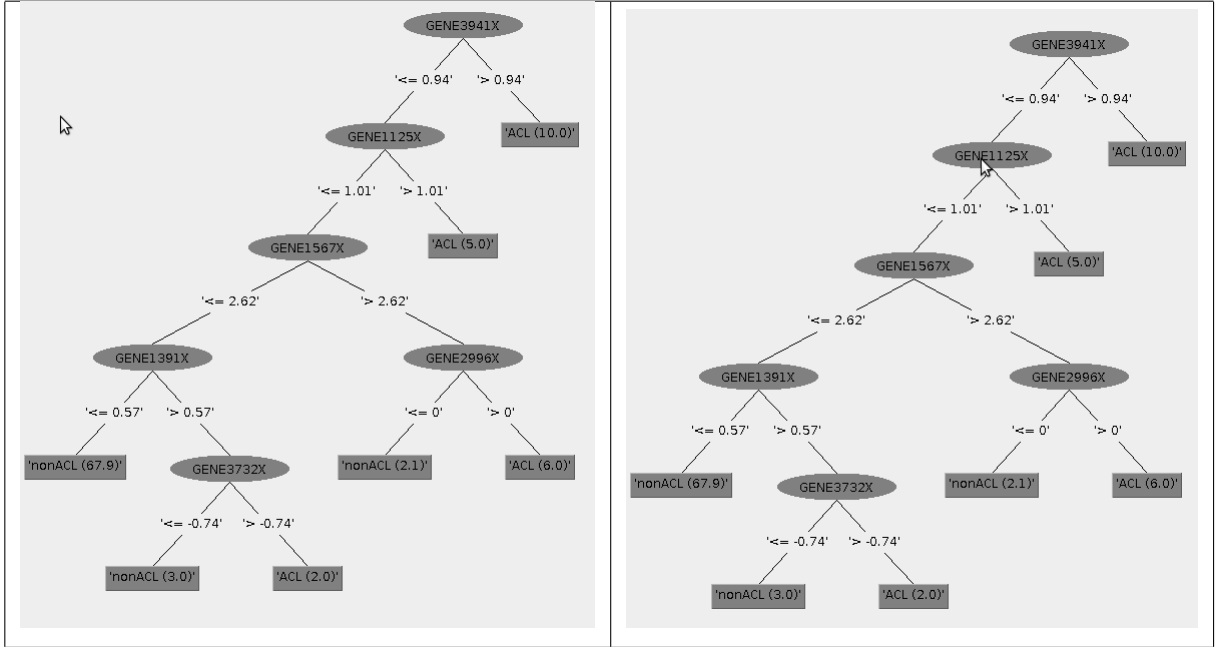 GENE3941X
'<= 0.94' '> 0.94'
GENE1125X 'ACL (10.0)'
'<= 1.01' '> 1.01'
GENE1567X 'ACL (5.0)'
'<= 2.62' '> 2.62'
GENE1391X GENE2996X
'<= 0.57' '> 0.57' '<= 0' '> 0'
'nonACL (67.9)' GENE3732X 'nonACL (2.1)' 'ACL (6.0)'
'<= -0.74' '> -0.74'
'nonACL (3.0)' 'ACL (2.0)'
GENE3941X
'<= 0.94' '> 0.94'
GENE1125X 'ACL (10.0)'
'<= 1.01' '> 1.01'
GENE1567X 'ACL (5.0)'
'<= 2.62' '> 2.62'
GENE1391X GENE2996X
'<= 0.57' '> 0.57' '<= 0' '> 0'
'nonACL (67.9)' GENE3732X 'nonACL (2.1)' 'ACL (6.0)'
'<= -0.74' '> -0.74'
'nonACL (3.0)' 'ACL (2.0)'